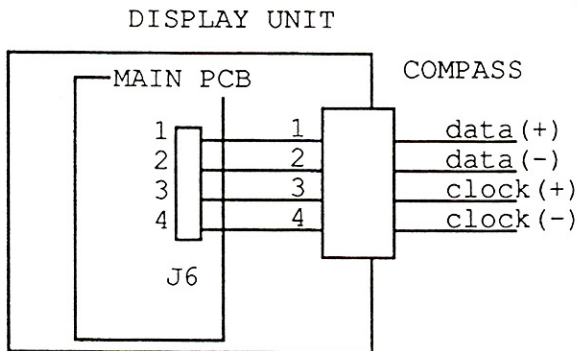 DISPLAY UNIT
COMPASS
MAIN PCB
1 1 data(+)
2 2 data(-)
3 3 clock(+)
4 4 clock(-)
J6